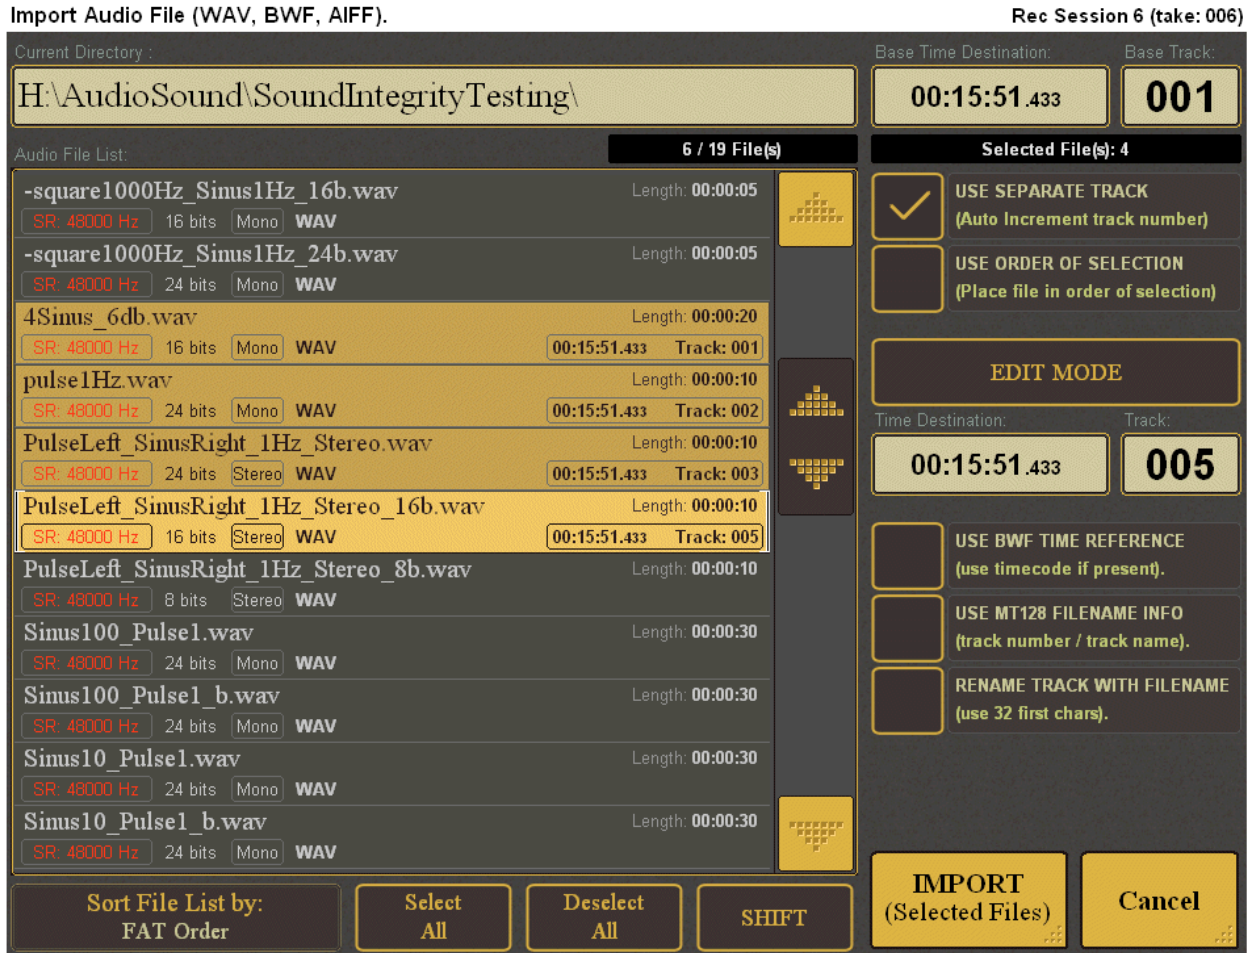 Import Audio File (WAV, BWF, AIFF).
Rec Session 6 (take: 006)
Current Directory :
Base Time Destination:
Base Track:
H:\AudioSound\SoundIntegrityTesting\
00:15:51.433
001
Audio File List:
6 / 19 File(s)
Selected File(s): 4
-square1000Hz_Sinus1Hz_16b.wav
Length: 00:00:05
SR: 48000 Hz 16 bits Mono WAV
-square1000Hz_Sinus1Hz_24b.wav
Length: 00:00:05
SR: 48000 Hz 24 bits Mono WAV
4Sinus_6db.wav
Length: 00:00:20
SR: 48000 Hz 16 bits Mono WAV
00:15:51.433 Track: 001
pulse1Hz.wav
Length: 00:00:10
SR: 48000 Hz 24 bits Mono WAV
00:15:51.433 Track: 002
PulseLeft_SinusRight_1Hz_Stereo.wav
Length: 00:00:10
SR: 48000 Hz 24 bits Stereo WAV
00:15:51.433 Track: 003
PulseLeft_SinusRight_1Hz_Stereo_16b.wav
Length: 00:00:10
SR: 48000 Hz 16 bits Stereo WAV
00:15:51.433 Track: 005
PulseLeft_SinusRight_1Hz_Stereo_8b.wav
Length: 00:00:10
SR: 48000 Hz 8 bits Stereo WAV
Sinus100_Pulse1.wav
Length: 00:00:30
SR: 48000 Hz 24 bits Mono WAV
Sinus100_Pulse1_b.wav
Length: 00:00:30
SR: 48000 Hz 24 bits Mono WAV
Sinus10_Pulse1.wav
Length: 00:00:30
SR: 48000 Hz 24 bits Mono WAV
Sinus10_Pulse1_b.wav
Length: 00:00:30
SR: 48000 Hz 24 bits Mono WAV
USE SEPARATE TRACK
(Auto Increment track number)
USE ORDER OF SELECTION
(Place file in order of selection)
EDIT MODE
Time Destination:
Track:
00:15:51.433
005
USE BWF TIME REFERENCE
(use timecode if present).
USE MT128 FILENAME INFO
(track number / track name).
RENAME TRACK WITH FILENAME
(use 32 first chars).
Sort File List by:
FAT Order
Select
All
Deselect
All
SHIFT
IMPORT
(Selected Files)
Cancel